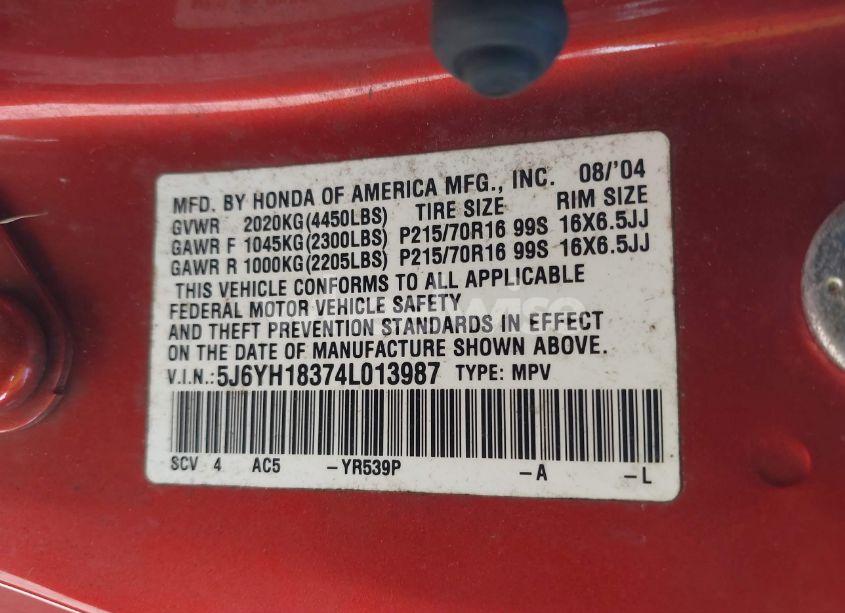 MFD. BY HONDA OF AMERICA MFG., INC. 08/'04
GVWR 2020KG(4450LBS) TIRE SIZE RIM SIZE
GAWR F 1045KG(2300LBS) P215/70R16 99S 16X6.5JJ
GAWR R 1000KG(2205LBS) P215/70R16 99S 16X6.5JJ
THIS VEHICLE CONFORMS TO ALL APPLICABLE
FEDERAL MOTOR VEHICLE SAFETY
AND THEFT PREVENTION STANDARDS IN EFFECT
ON THE DATE OF MANUFACTURE SHOWN ABOVE.
V.I.N.:5J6YH18374L013987 TYPE: MPV
SCV 4 AC5 -YR539P -A -L